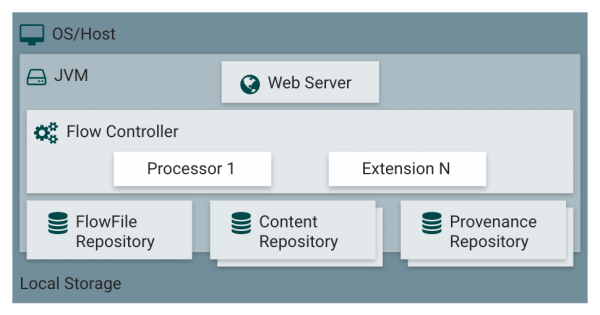 OS/Host
JVM
Web Server
Flow Controller
Processor 1
Extension N
FlowFile
Repository
Content
Repository
Provenance
Repository
Local Storage